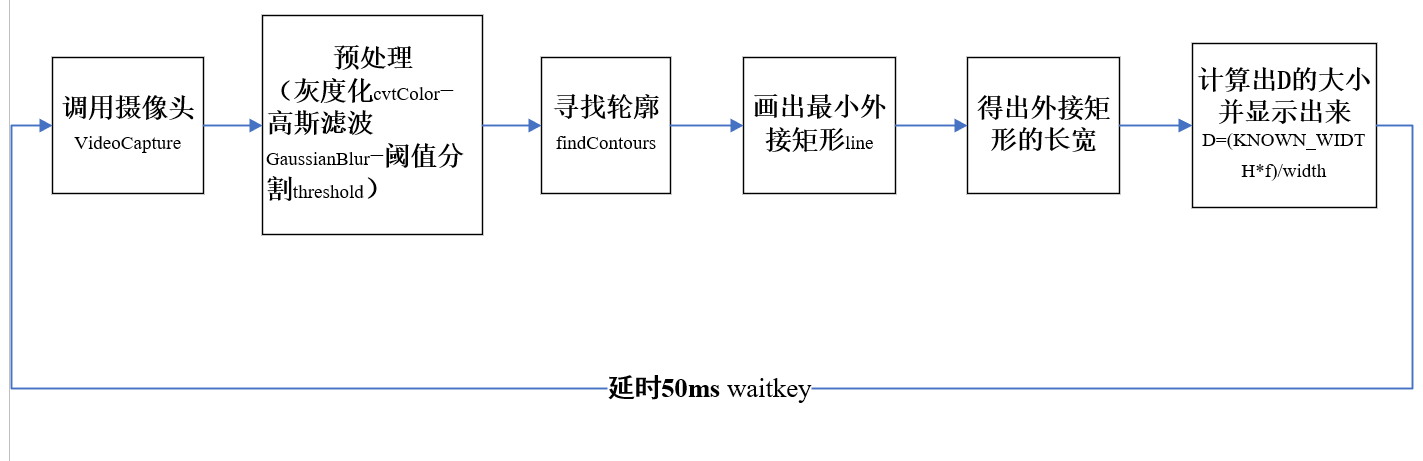 调用摄像头
VideoCapture
预处理
（灰度化cvtColor—
高斯滤波
GaussianBlur—阈值分
割threshold）
寻找轮廓
findContours
画出最小外
接矩形line
得出外接矩
形的长宽
计算出D的大小
并显示出来
D=(KNOWN_WIDT
H*f)/width
延时50ms waitkey